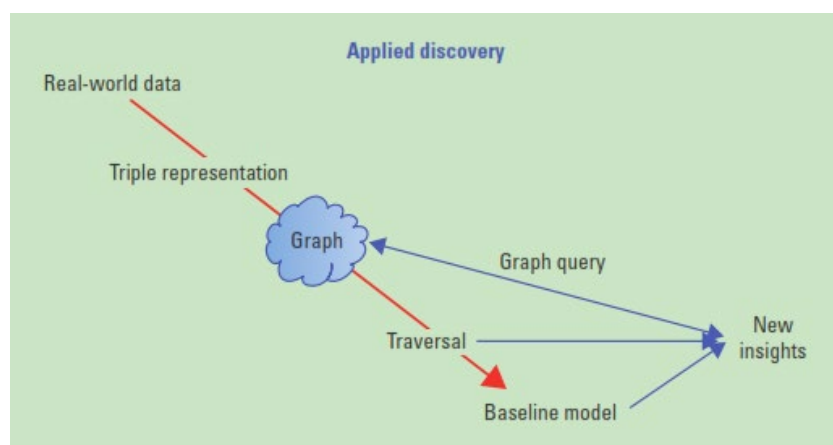 Applied discovery
Real-world data
Triple representation
Graph
Graph query
Traversal
New
insights
Baseline model